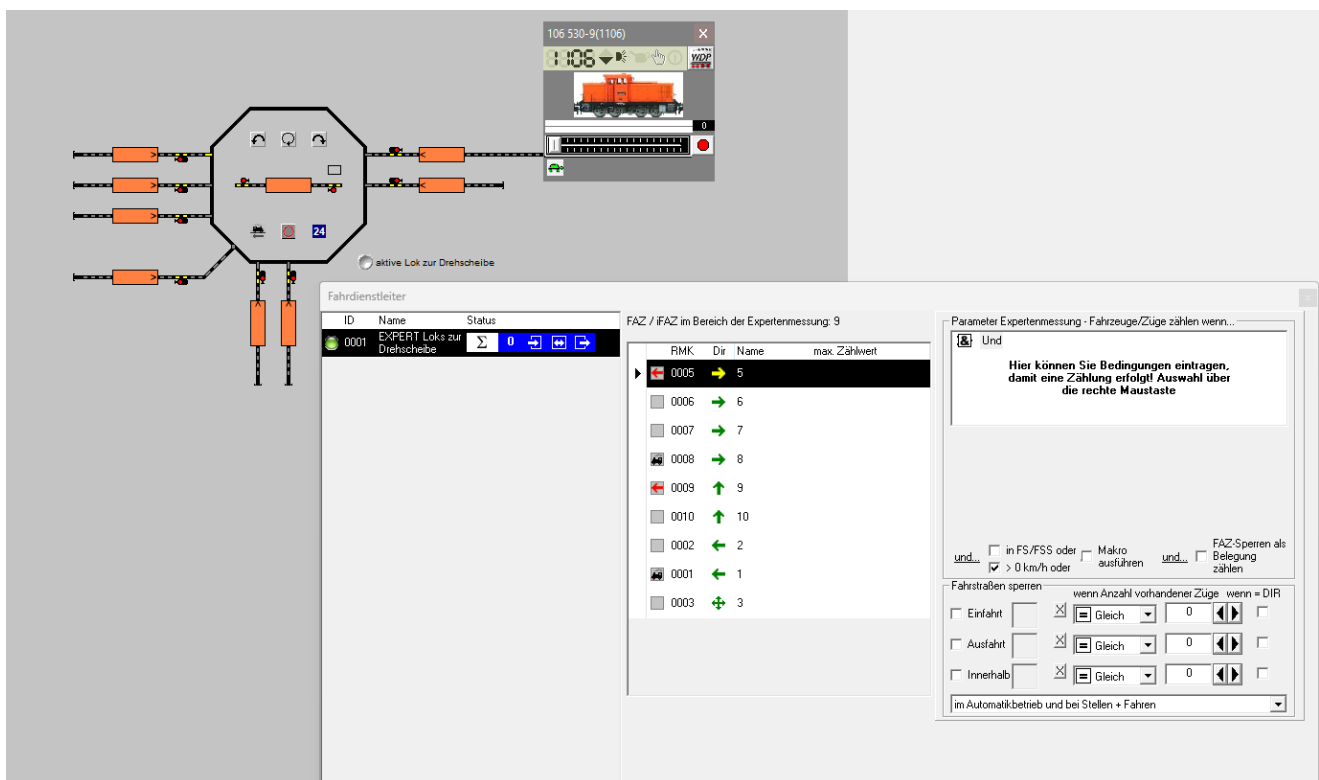 106 530-9(1106)
1106
WDP
0
24
aktive Lok zur Drehscheibe
Fahrdienstleiter
ID Name Status
0001 EXPERT Loks zur Drehscheibe Σ 0
FAZ / iFAZ im Bereich der Expertenmessung: 9
RMK Dir Name max. Zählwert
0005 5
0006 6
0007 7
0008 8
0009 9
0010 10
0002 2
0001 1
0003 3
Parameter Expertenmessung - Fahrzeuge/Züge zählen wenn...
& Und
Hier können Sie Bedingungen eintragen,
damit eine Zählung erfolgt! Auswahl über
die rechte Maustaste
und... in FS/FSS oder
> 0 km/h oder
Makro
ausführen
und... FAZ-Sperren als
Belegung
zählen
Fahrstraßen sperren
wenn Anzahl vorhandener Züge wenn = DIR
Einfahrt X = Gleich 0
Ausfahrt X = Gleich 0
Innerhalb X = Gleich 0
im Automatikbetrieb und bei Stellen + Fahren